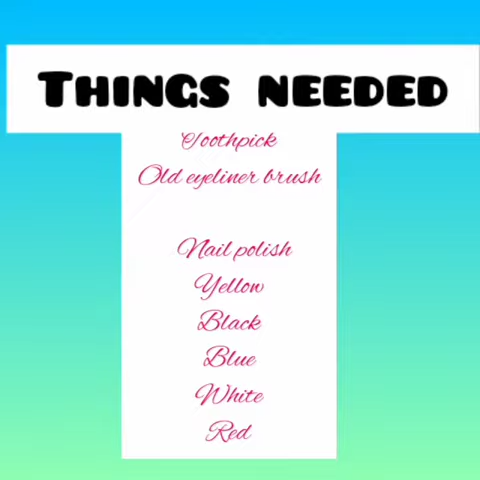 THINGS NEEDED
Toothpick
Old eyeliner brush
Nail polish
Yellow
Black
Blue
White
Red